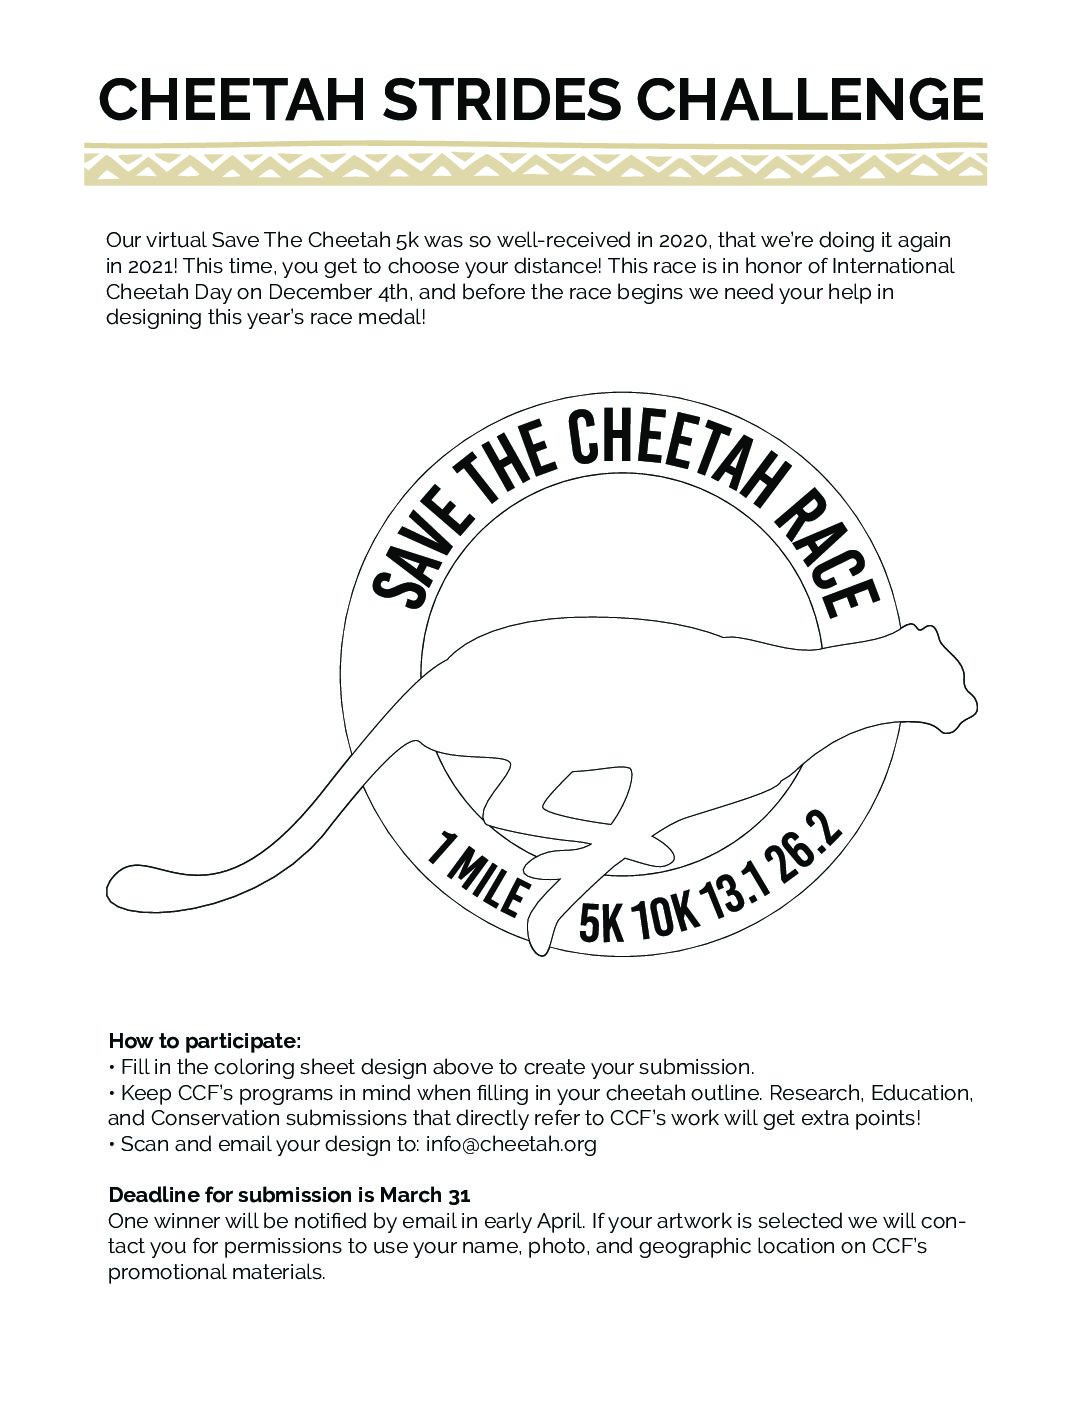 CHEETAH STRIDES CHALLENGE
Our virtual Save The Cheetah 5k was so well-received in 2020, that we're doing it again
in 2021! This time, you get to choose your distance! This race is in honor of International
Cheetah Day on December 4th, and before the race begins we need your help in
designing this year's race medal!
SAVE THE CHEETAH RACE
1 MILE 5K 10K 13.1 26.2
How to participate:
• Fill in the coloring sheet design above to create your submission.
• Keep CCF's programs in mind when filling in your cheetah outline. Research, Education,
and Conservation submissions that directly refer to CCF's work will get extra points!
• Scan and email your design to: info@cheetah.org
Deadline for submission is March 31
One winner will be notified by email in early April. If your artwork is selected we will con-
tact you for permissions to use your name, photo, and geographic location on CCF's
promotional materials.